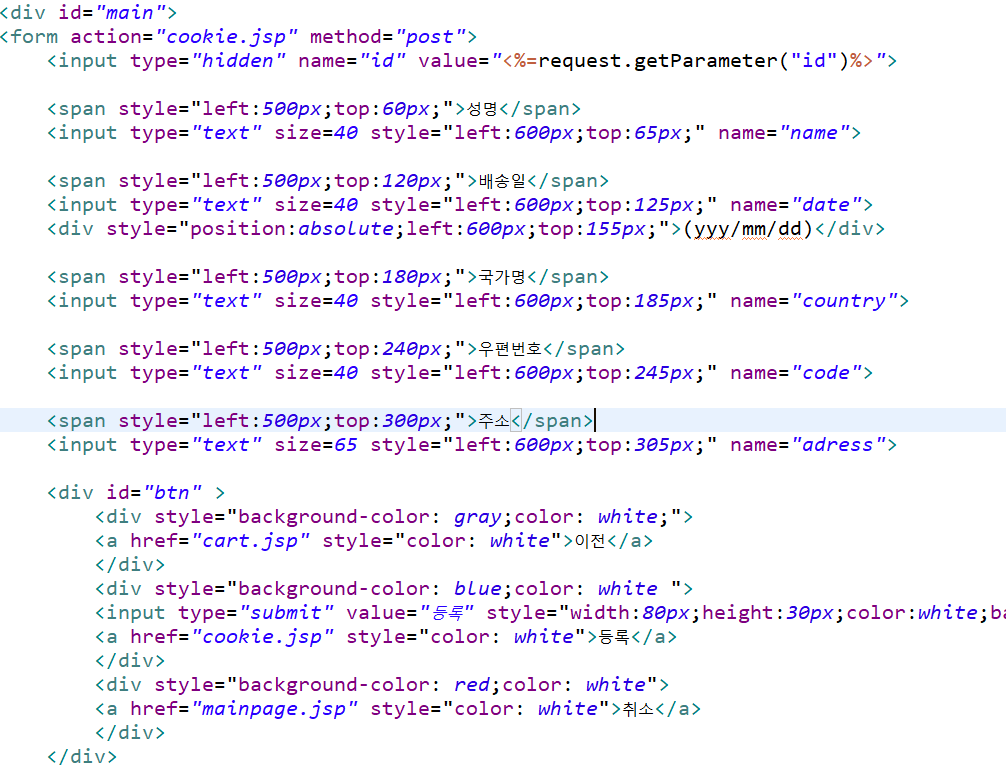 <div id="main">
<form action="cookie.jsp" method="post">
<input type="hidden" name="id" value="<%=request.getParameter("id")%>">
<span style="left:500px;top:60px;">성명</span>
<input type="text" size=40 style="left:600px;top:65px;" name="name">
<span style="left:500px;top:120px;">배송일</span>
<input type="text" size=40 style="left:600px;top:125px;" name="date">
<div style="position:absolute;left:600px;top:155px;">(yyy/mm/dd)</div>
<span style="left:500px;top:180px;">국가명</span>
<input type="text" size=40 style="left:600px;top:185px;" name="country">
<span style="left:500px;top:240px;">우편번호</span>
<input type="text" size=40 style="left:600px;top:245px;" name="code">
<span style="left:500px;top:300px;">주소</span>
<input type="text" size=65 style="left:600px;top:305px;" name="adress">
<div id="btn" >
<div style="background-color: gray;color: white;">
<a href="cart.jsp" style="color: white">이전</a>
</div>
<div style="background-color: blue;color: white ">
<input type="submit" value="등록" style="width:80px;height:30px;color:white;ba
<a href="cookie.jsp" style="color: white">등록</a>
</div>
<div style="background-color: red;color: white">
<a href="mainpage.jsp" style="color: white">취소</a>
</div>
</div>